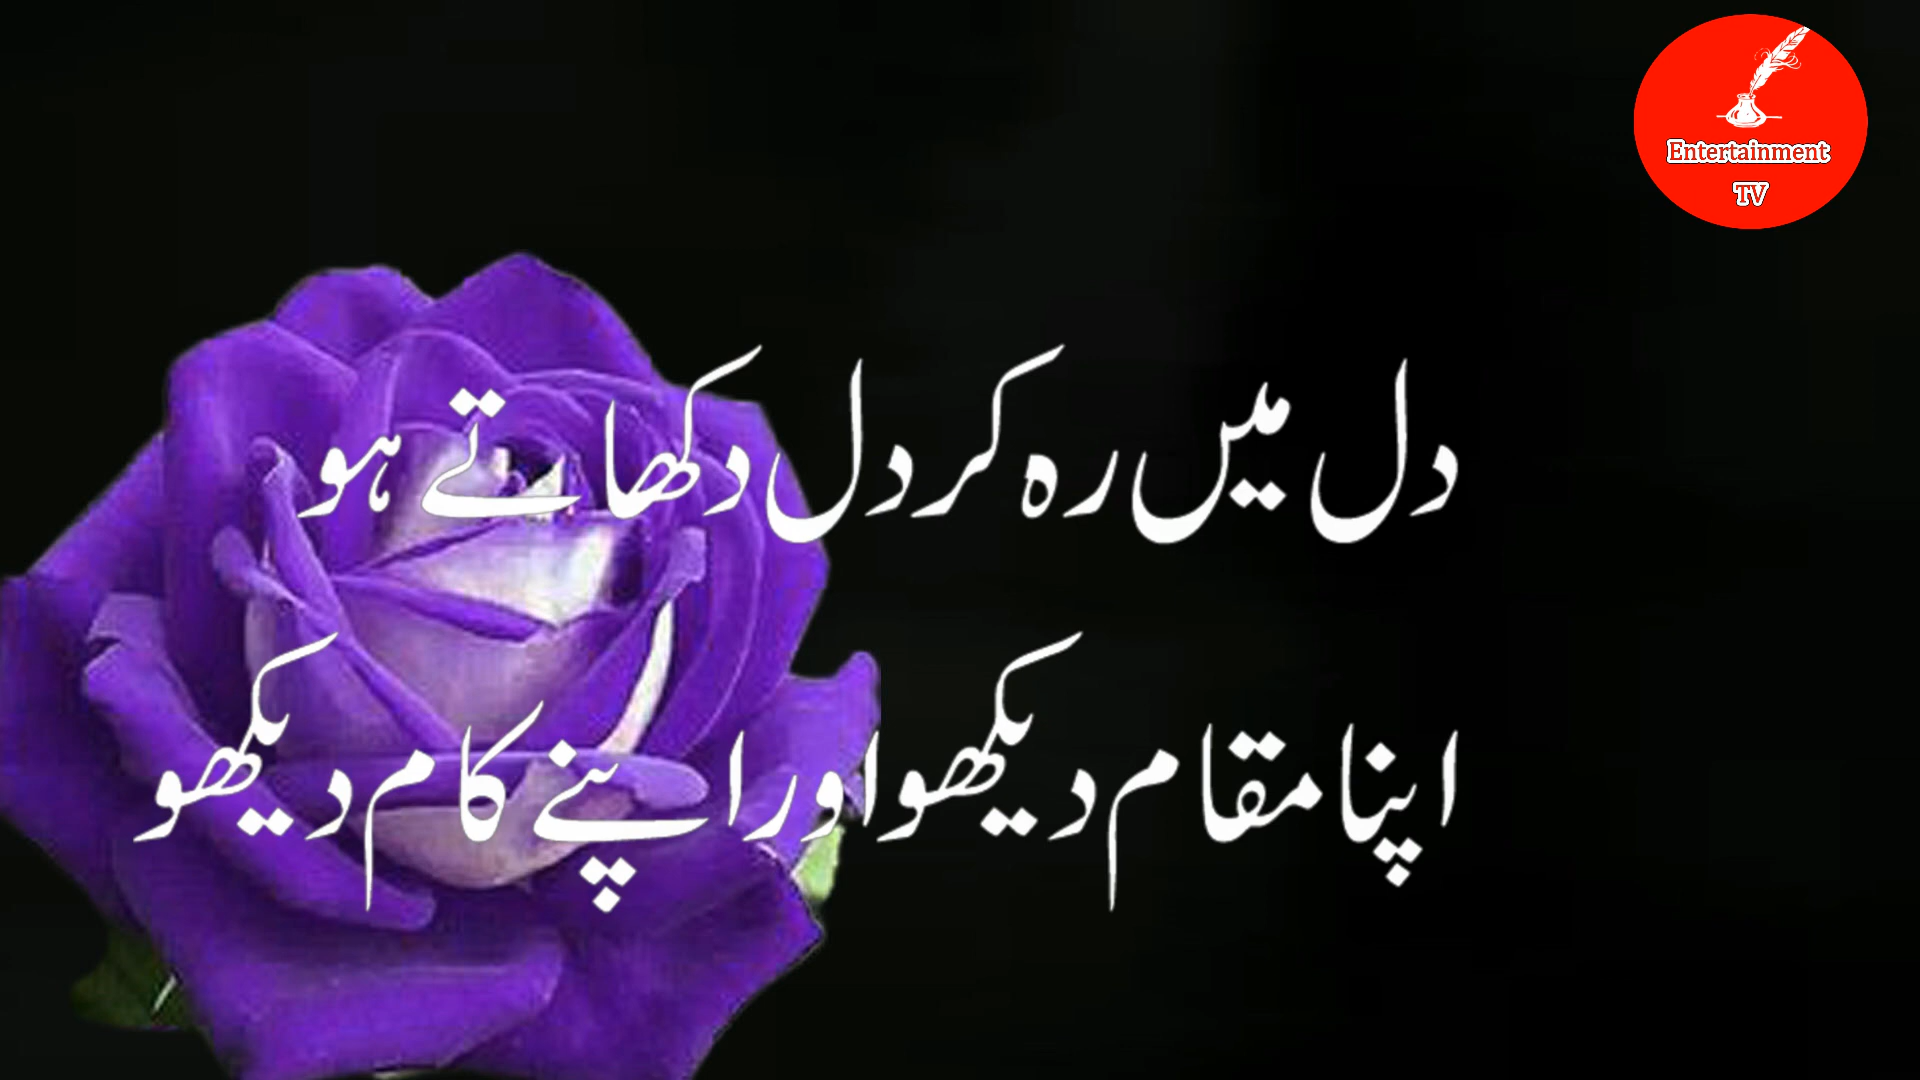 Entertainment
TV
دل میں رہ کر دل دکھاتے ہو
اپنا مقام دیکھو اور اپنے کام دیکھو